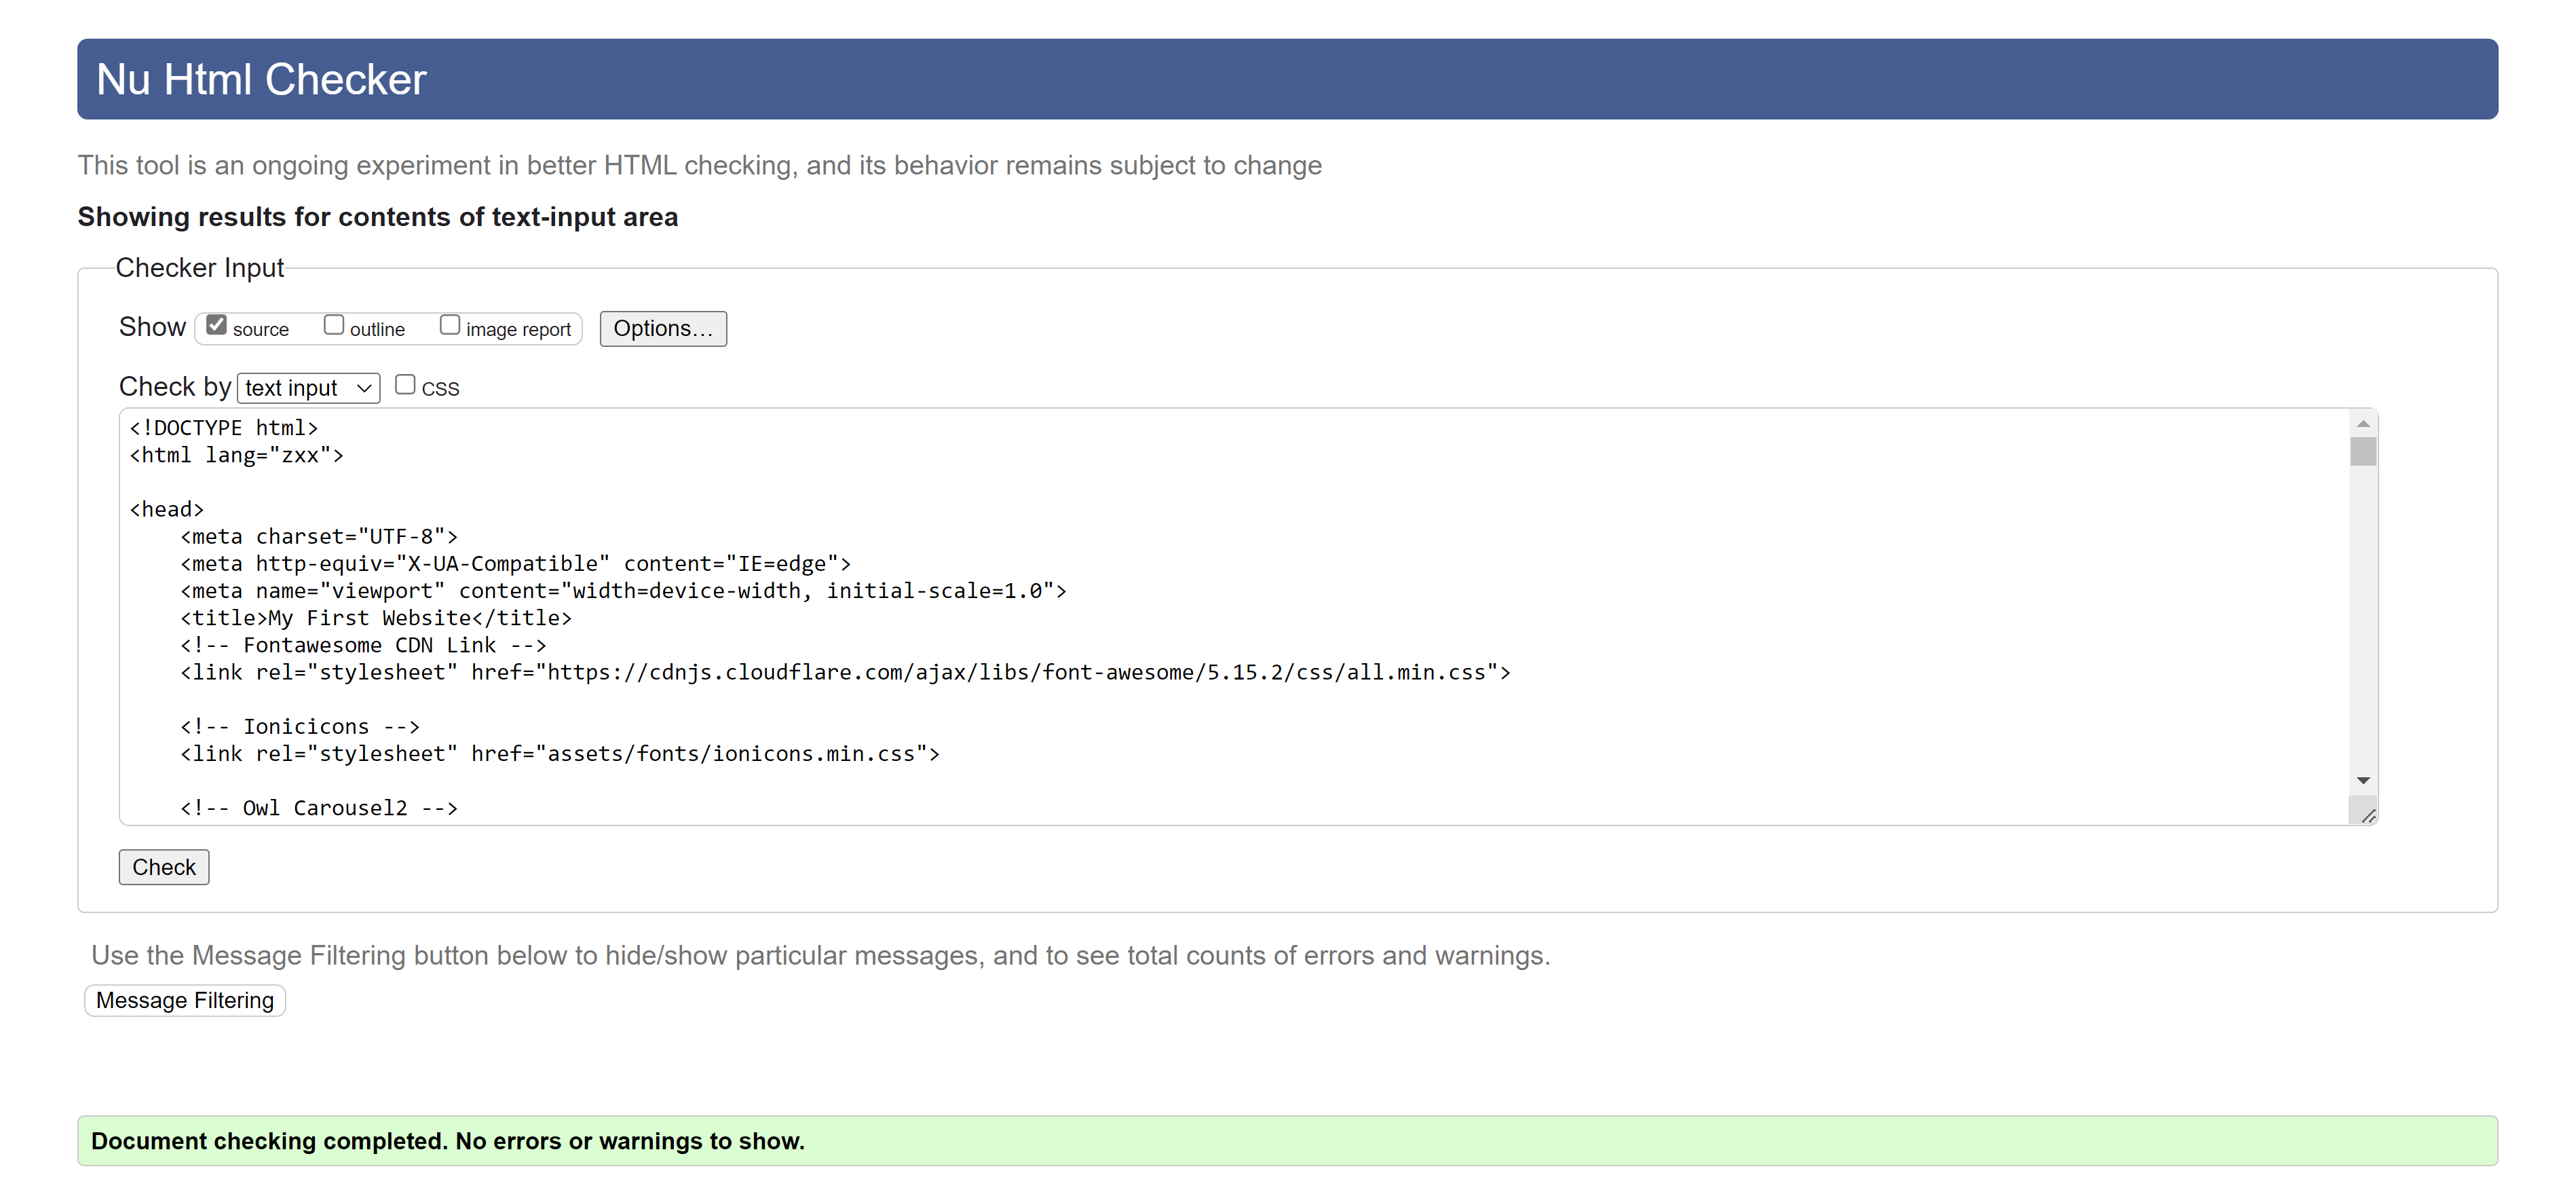 Nu Html Checker
This tool is an ongoing experiment in better HTML checking, and its behavior remains subject to change
Showing results for contents of text-input area
Checker Input
Show source outline image report Options...
Check by text input CSS
<!DOCTYPE html>
<html lang="zxx">
<head>
    <meta charset="UTF-8">
    <meta http-equiv="X-UA-Compatible" content="IE=edge">
    <meta name="viewport" content="width=device-width, initial-scale=1.0">
    <title>My First Website</title>
    <!-- Fontawesome CDN Link -->
    <link rel="stylesheet" href="https://cdnjs.cloudflare.com/ajax/libs/font-awesome/5.15.2/css/all.min.css">
    <!-- Ionicicons -->
    <link rel="stylesheet" href="assets/fonts/ionicons.min.css">
    <!-- Owl Carousel2 -->
Check
Use the Message Filtering button below to hide/show particular messages, and to see total counts of errors and warnings.
Message Filtering
Document checking completed. No errors or warnings to show.